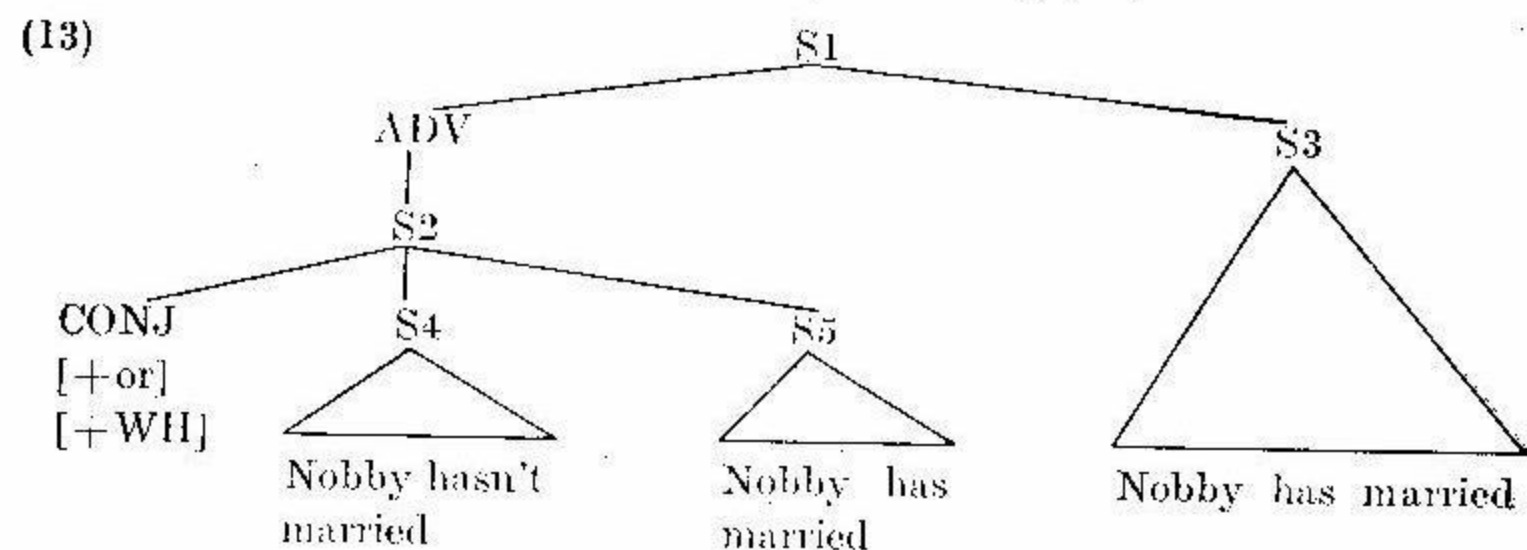 (13)
S1
ADV
S3
S2
CONJ
S4
S5
[+or]
[+WH]
Nobby hasn't
married
Nobby has
married
Nobby has married